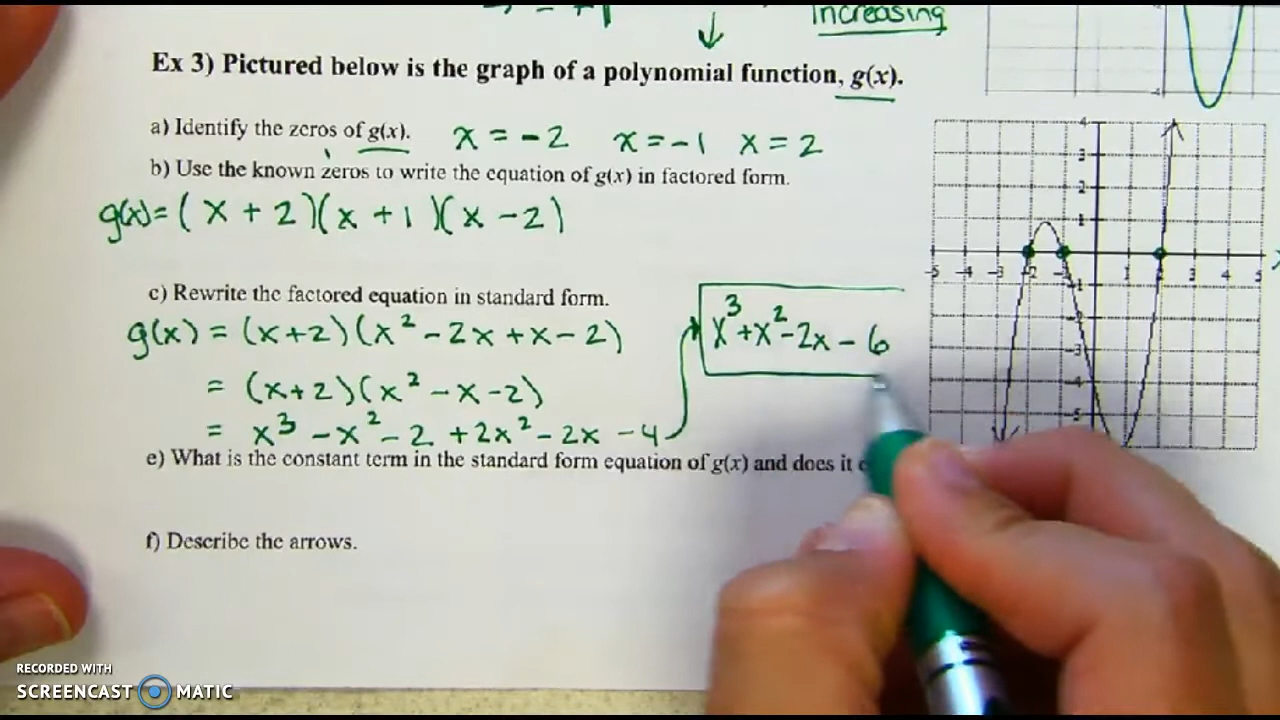 Increasing
Ex 3) Pictured below is the graph of a polynomial function, g(x).
a) Identify the zeros of g(x). x = -2 x = -1 x = 2
b) Use the known zeros to write the equation of g(x) in factored form.
g(x) = (x + 2)(x + 1)(x - 2)
c) Rewrite the factored equation in standard form.
g(x) = (x+2)(x² - 2x + x - 2)
x³ + x² - 2x - 6
= (x+2)(x² - x - 2)
= x³ - x² - 2 + 2x² - 2x - 4
e) What is the constant term in the standard form equation of g(x) and does it
f) Describe the arrows.
4
3
2
1
-5 -4 -3 -2 -1 1 2 3 4 5
-1
-3
-4
-5
RECORDED WITH
SCREENCAST MATIC